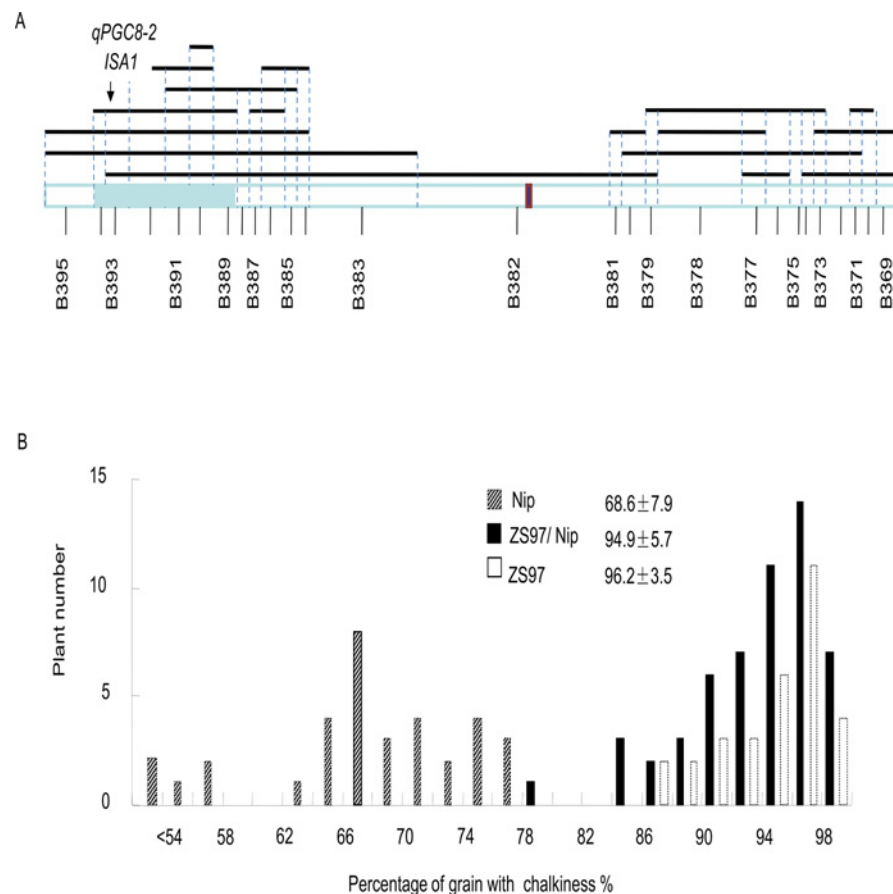 A
qPGC8-2
ISA1
B395
B393
B391
B389
B387
B385
B383
B382
B381
B379
B378
B377
B375
B373
B371
B369
B
15
10
5
0
Plant number
Nip 68.6±7.9
ZS97/ Nip 94.9±5.7
ZS97 96.2±3.5
<54 58 62 66 70 74 78 82 86 90 94 98
Percentage of grain with chalkiness %